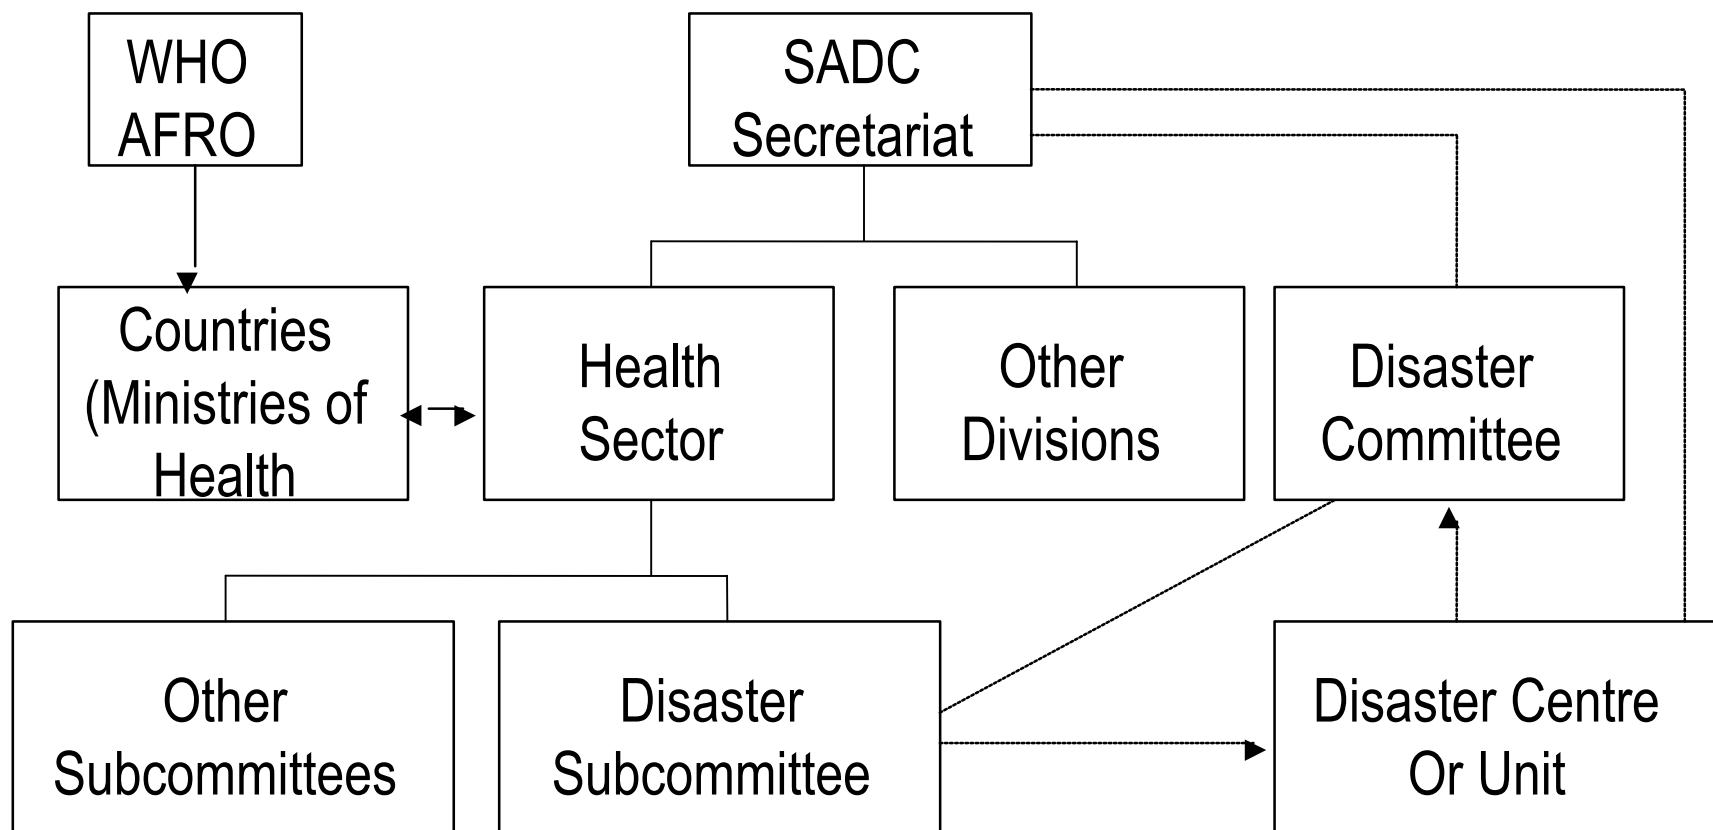 WHO
AFRO
SADC
Secretariat
Countries
(Ministries of
Health
Health
Sector
Other
Divisions
Disaster
Committee
Other
Subcommittees
Disaster
Subcommittee
Disaster Centre
Or Unit